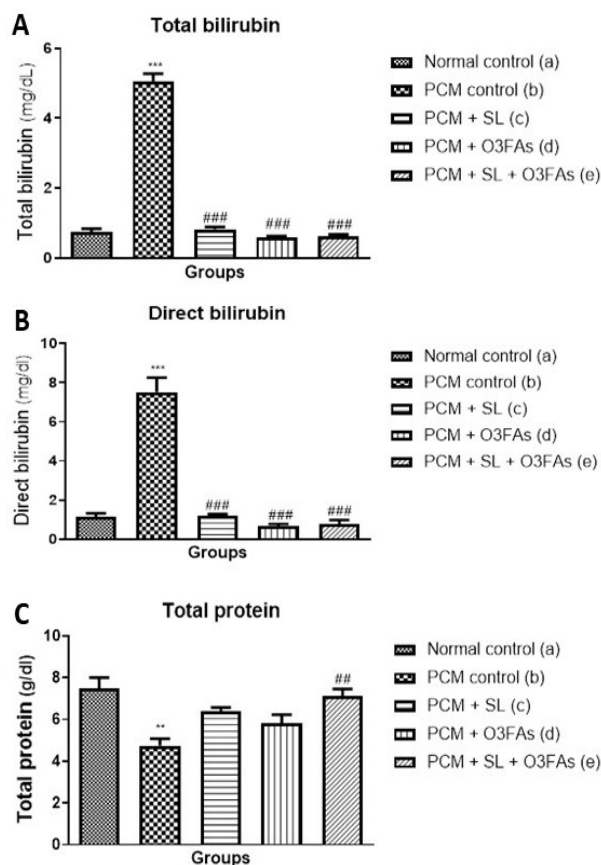 A
Total bilirubin
Total bilirubin (mg/dL)
6
4
2
0
***
###
###
###
Groups
Normal control (a)
PCM control (b)
PCM + SL (c)
PCM + O3FAs (d)
PCM + SL + O3FAs (e)
B
Direct bilirubin
Direct bilirubin (mg/dl)
10
8
6
4
2
0
***
###
###
###
Groups
Normal control (a)
PCM control (b)
PCM + SL (c)
PCM + O3FAs (d)
PCM + SL + O3FAs (e)
C
Total protein
Total protein (g/dl)
10
8
6
4
2
0
**
##
Groups
Normal control (a)
PCM control (b)
PCM + SL (c)
PCM + O3FAs (d)
PCM + SL + O3FAs (e)